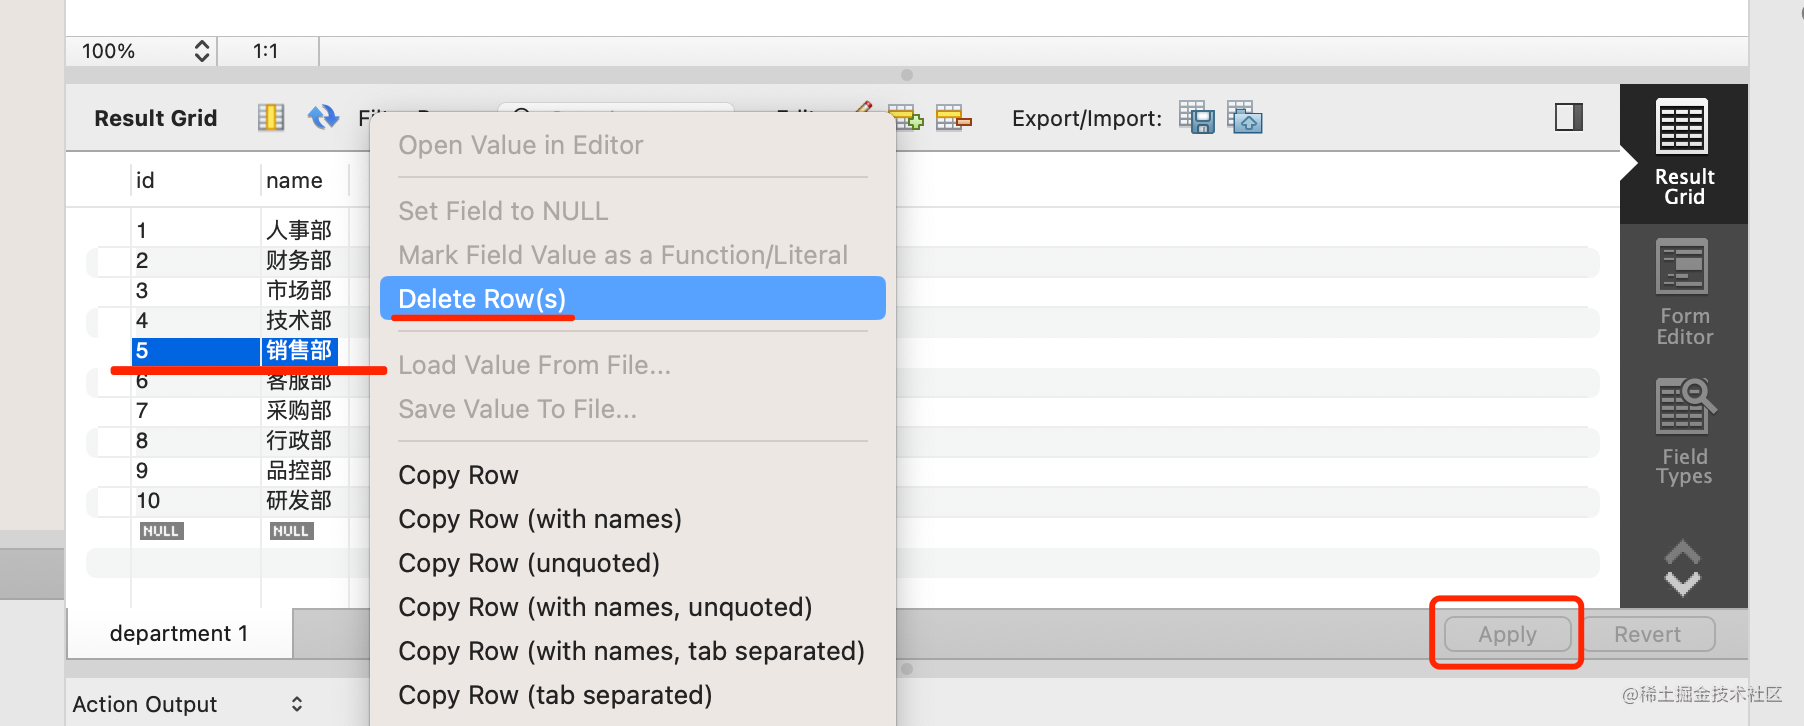 100% 1:1
Result Grid Export/Import:
id name
1 人事部
2 财务部
3 市场部
4 技术部
5 销售部
6 客服部
7 采购部
8 行政部
9 品控部
10 研发部
NULL NULL
Open Value in Editor
Set Field to NULL
Mark Field Value as a Function/Literal
Delete Row(s)
Load Value From File...
Save Value To File...
Copy Row
Copy Row (with names)
Copy Row (unquoted)
Copy Row (with names, unquoted)
Copy Row (with names, tab separated)
Copy Row (tab separated)
Result
Grid
Form
Editor
Field
Types
department 1
Apply Revert
Action Output
@稀土掘金技术社区